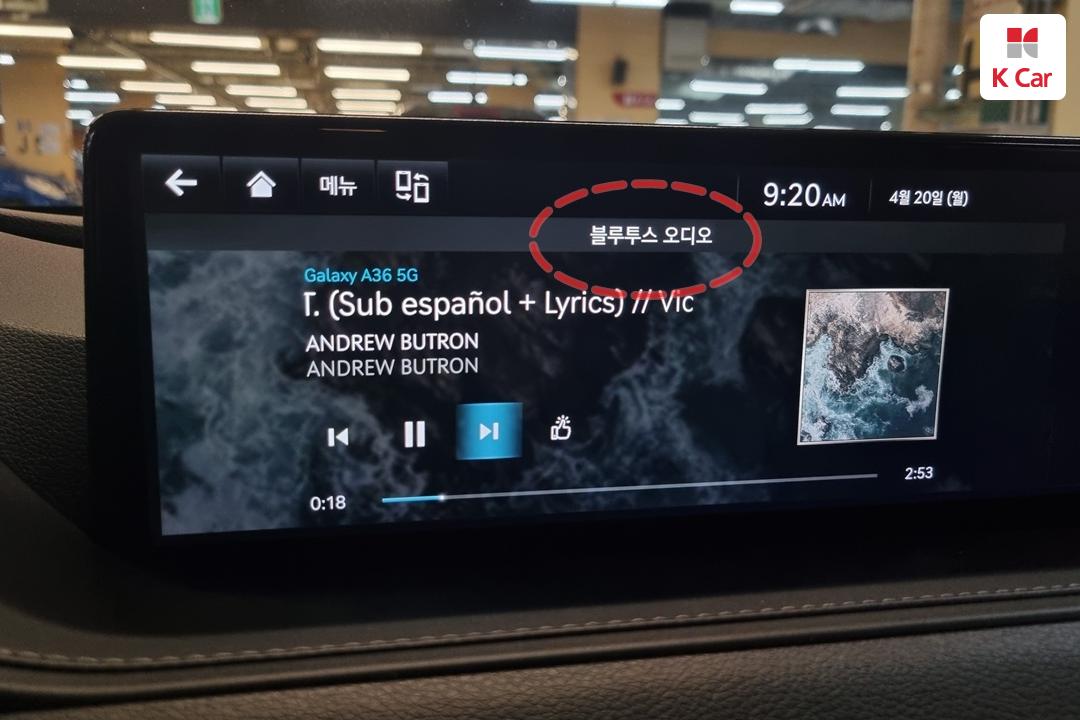 K Car
메뉴
9:20AM
4월 20일 (월)
블루투스 오디오
Galaxy A36 5G
Γ. (Sub español + Lyrics) // Vic
ANDREW BUTRON
ANDREW BUTRON
0:18
2:53